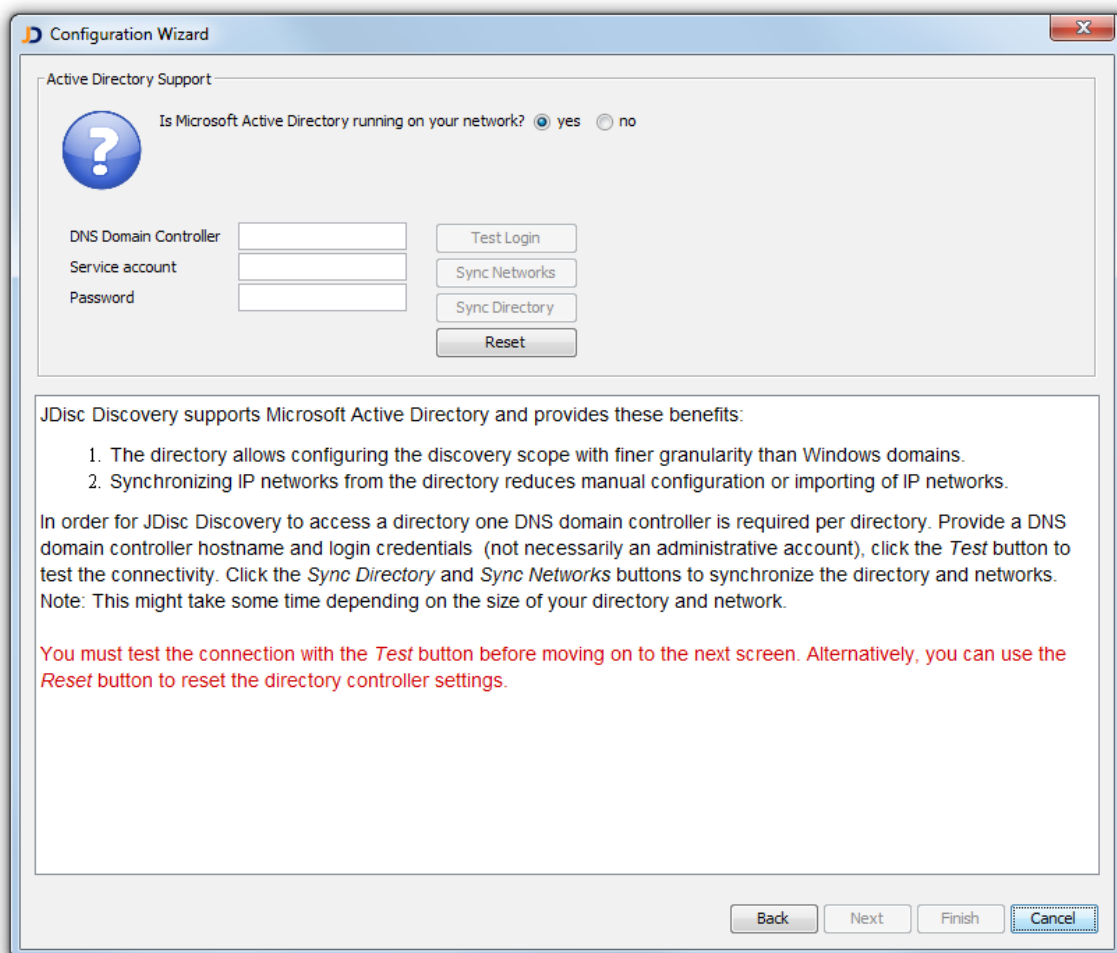 JD Configuration Wizard
Active Directory Support
Is Microsoft Active Directory running on your network? yes no
DNS Domain Controller Test Login
Service account Sync Networks
Password Sync Directory
Reset
JDisc Discovery supports Microsoft Active Directory and provides these benefits:
1. The directory allows configuring the discovery scope with finer granularity than Windows domains.
2. Synchronizing IP networks from the directory reduces manual configuration or importing of IP networks.
In order for JDisc Discovery to access a directory one DNS domain controller is required per directory. Provide a DNS
domain controller hostname and login credentials (not necessarily an administrative account), click the Test button to
test the connectivity. Click the Sync Directory and Sync Networks buttons to synchronize the directory and networks.
Note: This might take some time depending on the size of your directory and network.
You must test the connection with the Test button before moving on to the next screen. Alternatively, you can use the
Reset button to reset the directory controller settings.
Back Next Finish Cancel